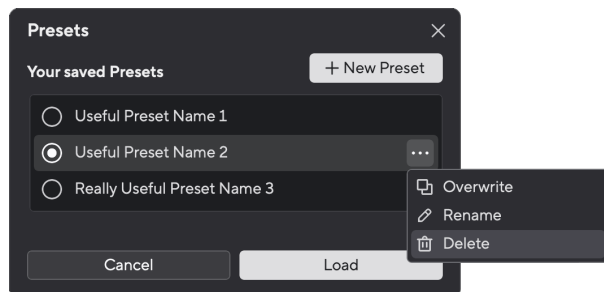 Presets
Your saved Presets
+ New Preset
Useful Preset Name 1
Useful Preset Name 2
Really Useful Preset Name 3
Overwrite
Rename
Delete
Cancel
Load